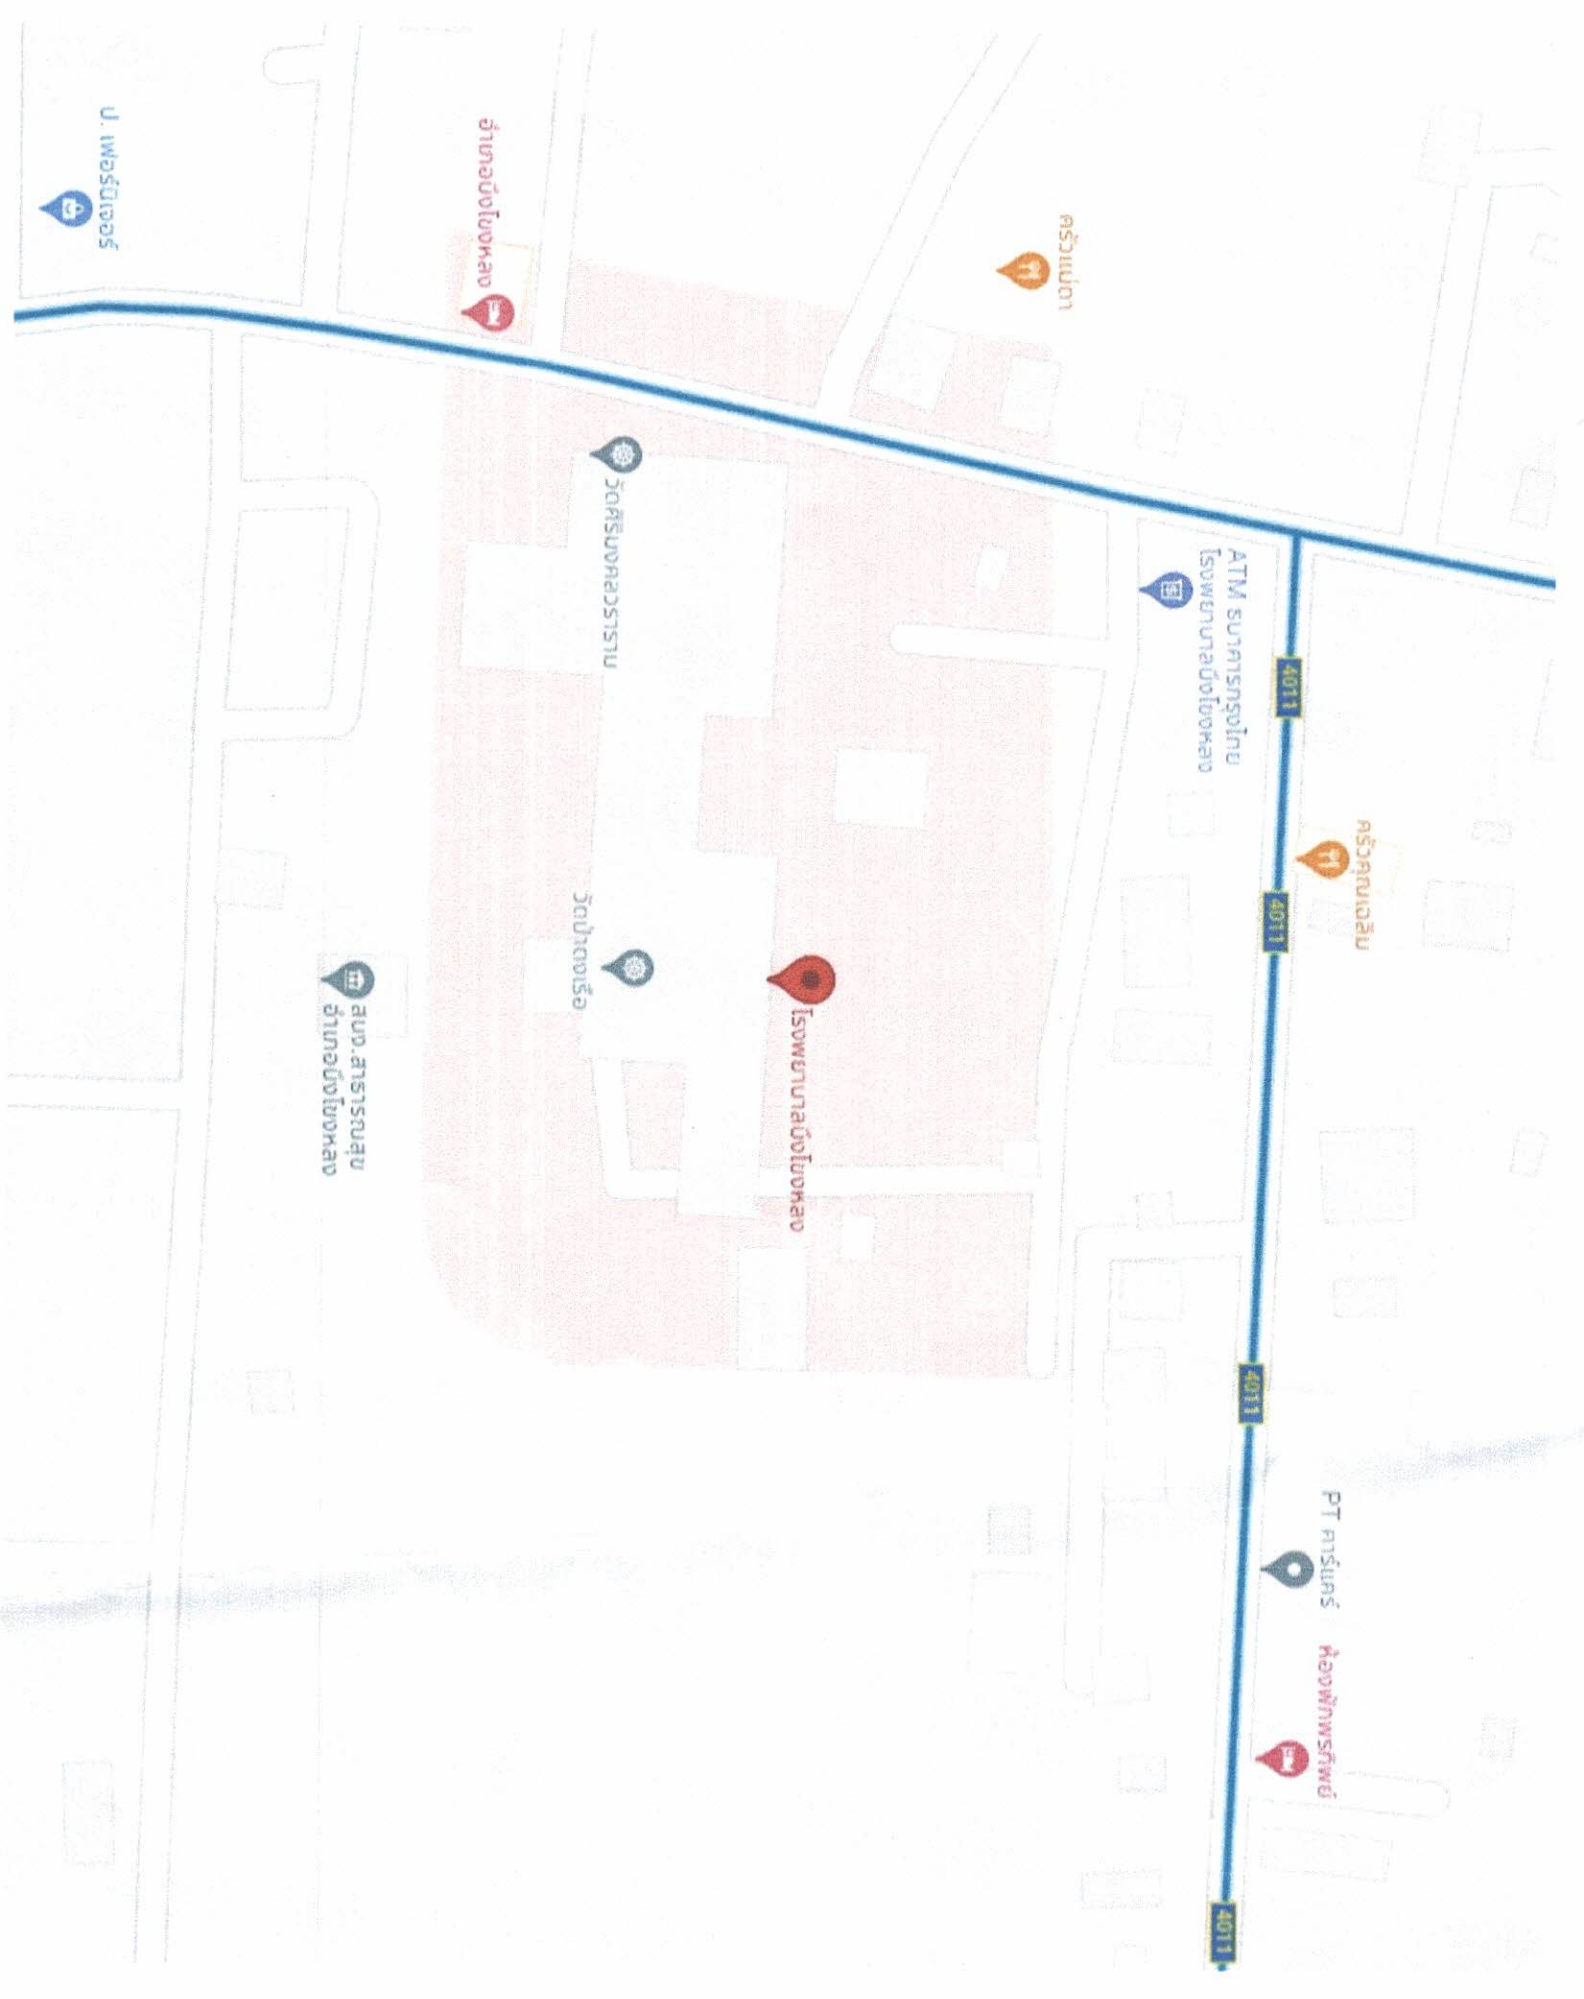 ครัวคุณเฉลิม
PT คาร์แคร์
ห้องพักพรทิพย์
4011
4011
4011
4011
ATM ธนาคารกรุงไทย
โรงพยาบาลบึงโขงหลง
ครัวแม่ดา
โรงพยาบาลบึงโขงหลง
วัดศิริมงคลวราราม
วัดป่าดงเรือ
อำเภอบึงโขงหลง
สนง.สาธารณสุข
อำเภอบึงโขงหลง
ป. เฟอร์นิเจอร์